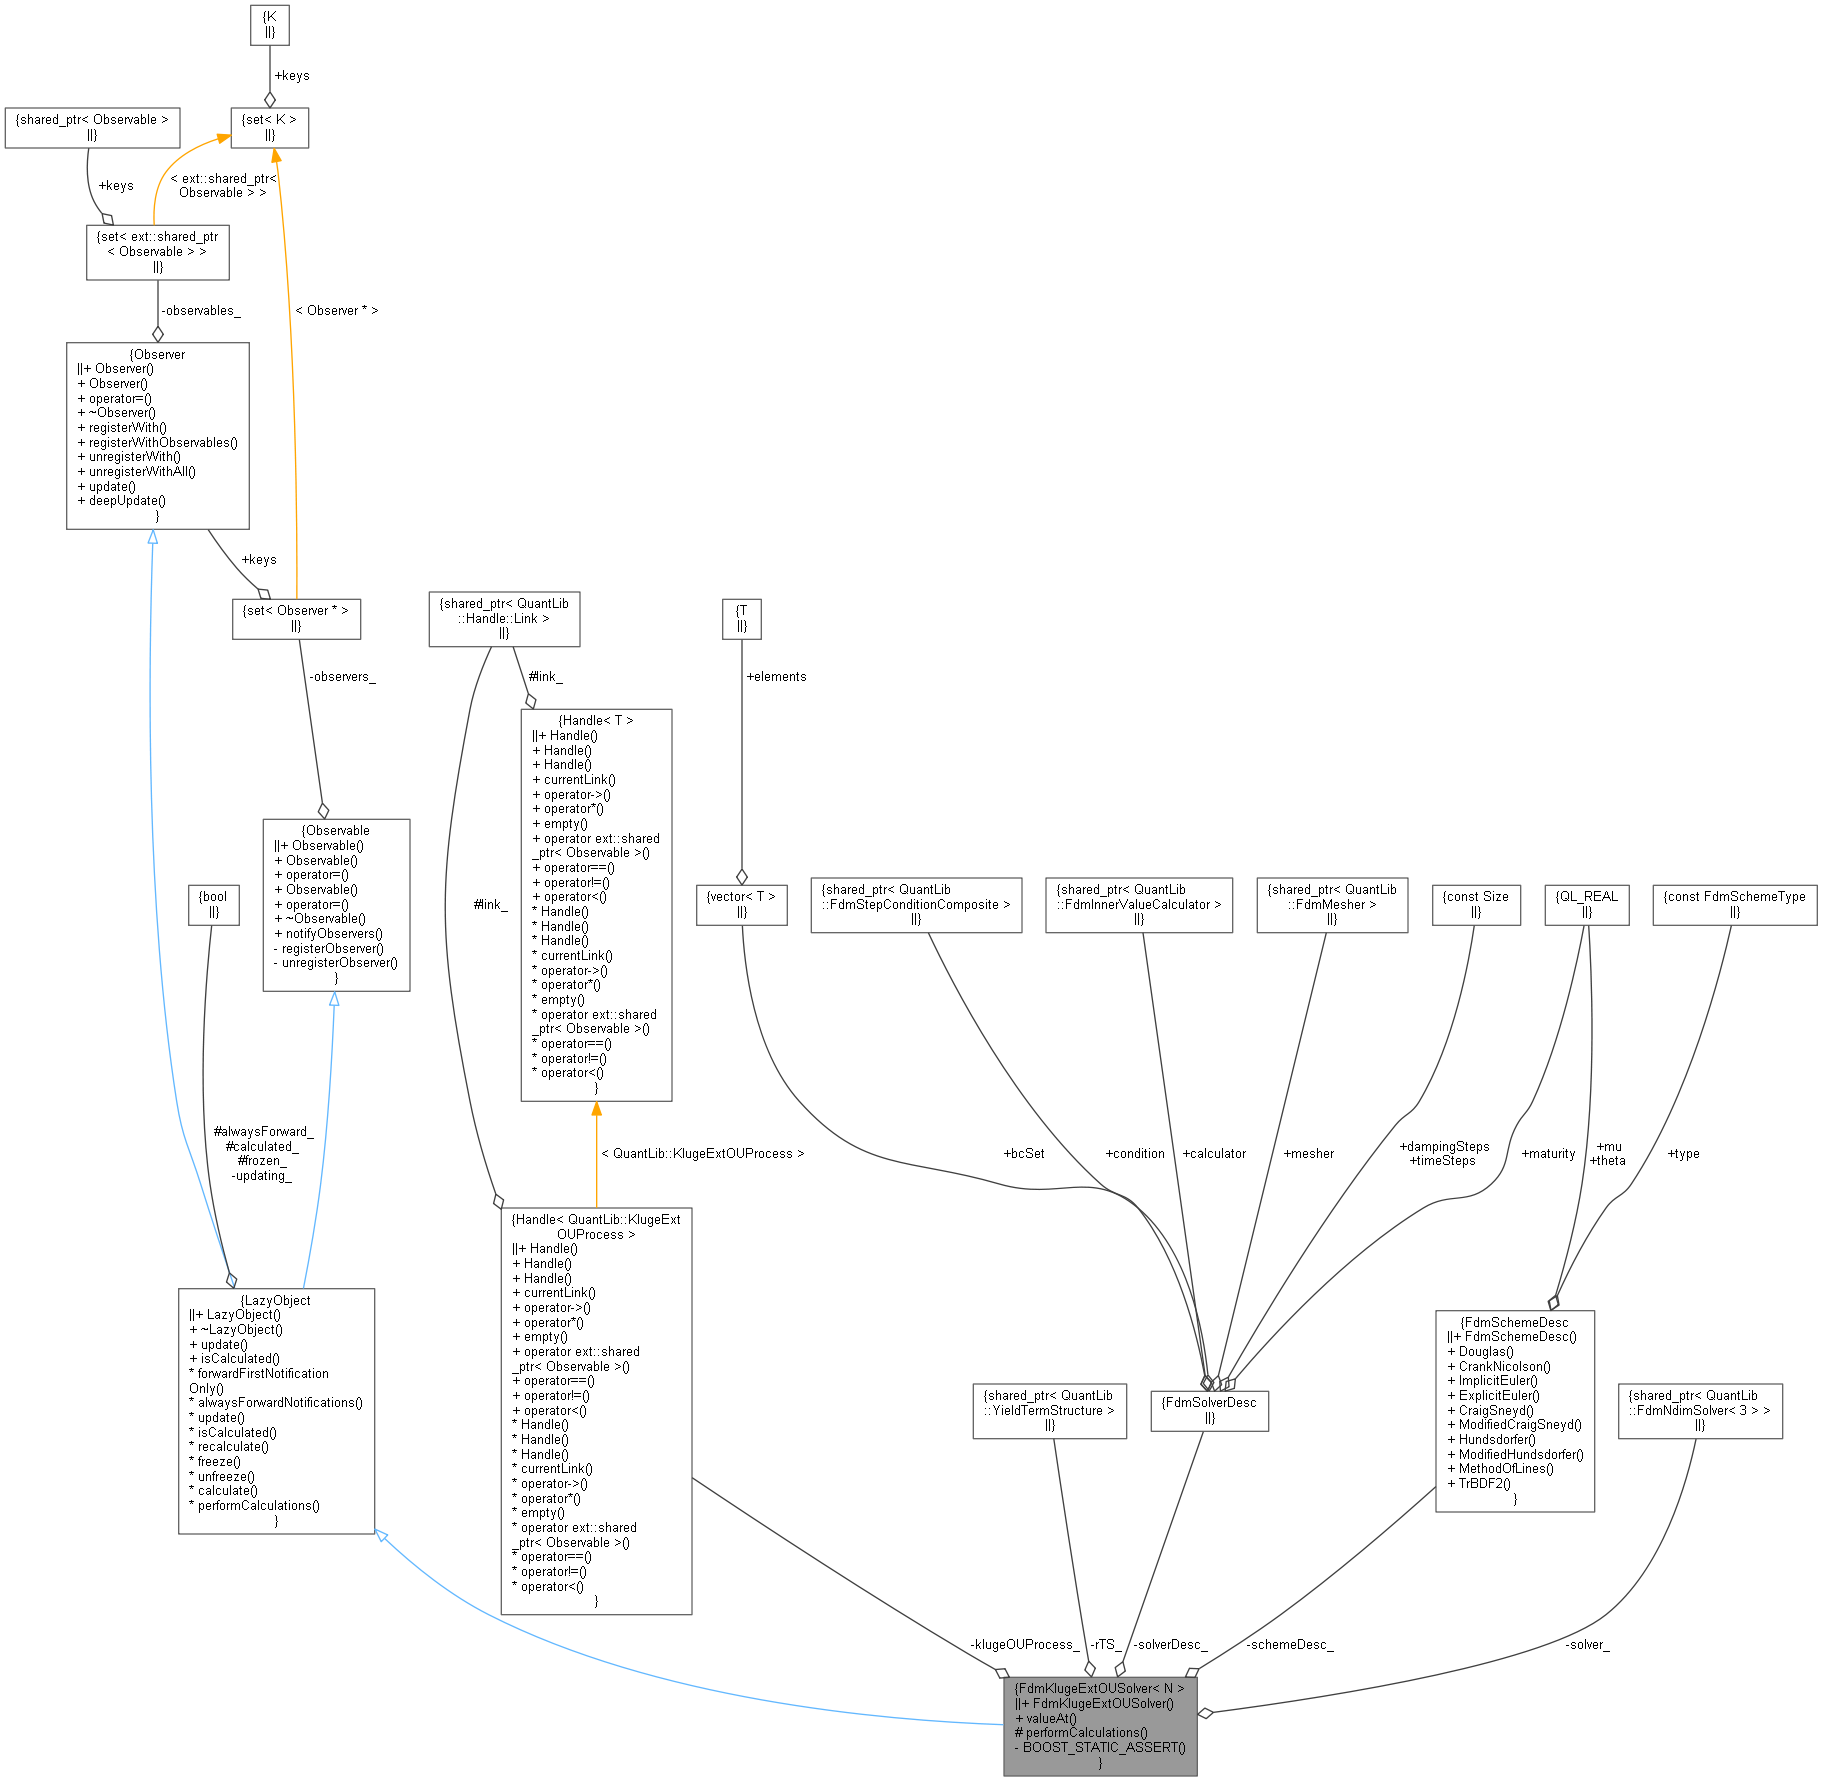 {K
||}
+keys
{shared_ptr< Observable >
||}
{set< K >
||}
+keys
< ext::shared_ptr<
Observable > >
{set< ext::shared_ptr
< Observable > >
||}
-observables_
< Observer * >
{Observer
||+ Observer()
+ Observer()
+ operator=()
+ ~Observer()
+ registerWith()
+ registerWithObservables()
+ unregisterWith()
+ unregisterWithAll()
+ update()
+ deepUpdate()
}
+keys
{set< Observer * >
||}
-observers_
{shared_ptr< QuantLib
::Handle::Link >
||}
#link_
{T
||}
+elements
{Handle< T >
||+ Handle()
+ Handle()
+ Handle()
+ currentLink()
+ operator->()
+ operator*()
+ empty()
+ operator ext::shared
_ptr< Observable >()
+ operator==()
+ operator!=()
+ operator<()
* Handle()
* Handle()
* Handle()
* currentLink()
* operator->()
* operator*()
* empty()
* operator ext::shared
_ptr< Observable >()
* operator==()
* operator!=()
* operator<()
}
#link_
{Observable
||+ Observable()
+ Observable()
+ operator=()
+ Observable()
+ operator=()
+ ~Observable()
+ notifyObservers()
- registerObserver()
- unregisterObserver()
}
{bool
||}
{vector< T >
||}
{shared_ptr< QuantLib
::FdmStepConditionComposite >
||}
{shared_ptr< QuantLib
::FdmInnerValueCalculator >
||}
{shared_ptr< QuantLib
::FdmMesher >
||}
{const Size
||}
{QL_REAL
||}
{const FdmSchemeType
||}
#alwaysForward_
#calculated_
#frozen_
-updating_
< QuantLib::KlugeExtOUProcess >
+bcSet
+condition
+calculator
+mesher
+dampingSteps
+timeSteps
+maturity
+mu
+theta
+type
{LazyObject
||+ LazyObject()
+ ~LazyObject()
+ update()
+ isCalculated()
* forwardFirstNotification
Only()
* alwaysForwardNotifications()
* update()
* isCalculated()
* recalculate()
* freeze()
* unfreeze()
* calculate()
* performCalculations()
}
{Handle< QuantLib::KlugeExt
OUProcess >
||+ Handle()
+ Handle()
+ Handle()
+ currentLink()
+ operator->()
+ operator*()
+ empty()
+ operator ext::shared
_ptr< Observable >()
+ operator==()
+ operator!=()
+ operator<()
* Handle()
* Handle()
* Handle()
* currentLink()
* operator->()
* operator*()
* empty()
* operator ext::shared
_ptr< Observable >()
* operator==()
* operator!=()
* operator<()
}
{shared_ptr< QuantLib
::YieldTermStructure >
||}
{FdmSolverDesc
||}
{FdmSchemeDesc
||+ FdmSchemeDesc()
+ Douglas()
+ CrankNicolson()
+ ImplicitEuler()
+ ExplicitEuler()
+ CraigSneyd()
+ ModifiedCraigSneyd()
+ Hundsdorfer()
+ ModifiedHundsdorfer()
+ MethodOfLines()
+ TrBDF2()
}
{shared_ptr< QuantLib
::FdmNdimSolver< 3 > >
||}
-klugeOUProcess_
-rTS_
-solverDesc_
-schemeDesc_
-solver_
{FdmKlugeExtOUSolver< N >
||+ FdmKlugeExtOUSolver()
+ valueAt()
# performCalculations()
- BOOST_STATIC_ASSERT()
}